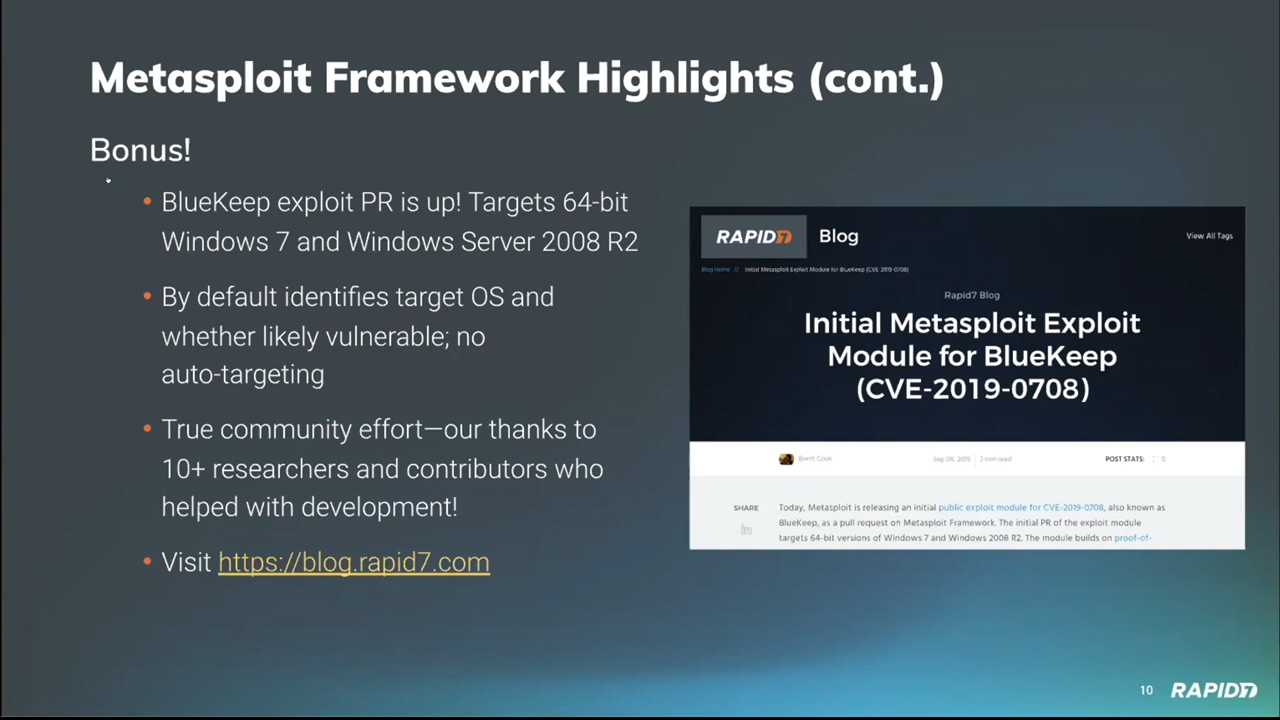 Metasploit Framework Highlights (cont.)
Bonus!
• BlueKeep exploit PR is up! Targets 64-bit
Windows 7 and Windows Server 2008 R2
• By default identifies target OS and
whether likely vulnerable; no
auto-targeting
• True community effort—our thanks to
10+ researchers and contributors who
helped with development!
• Visit https://blog.rapid7.com
RAPID7 Blog
View All Tags
Blog Home // Initial Metasploit Exploit Module for BlueKeep (CVE-2019-0708)
Rapid7 Blog
Initial Metasploit Exploit
Module for BlueKeep
(CVE-2019-0708)
Brent Cook
Sep 06, 2019 | 3 min read
POST STATS: 0
SHARE
in
Today, Metasploit is releasing an initial public exploit module for CVE-2019-0708, also known as
BlueKeep, as a pull request on Metasploit Framework. The initial PR of the exploit module
targets 64-bit versions of Windows 7 and Windows 2008 R2. The module builds on proof-of-
10 RAPID7